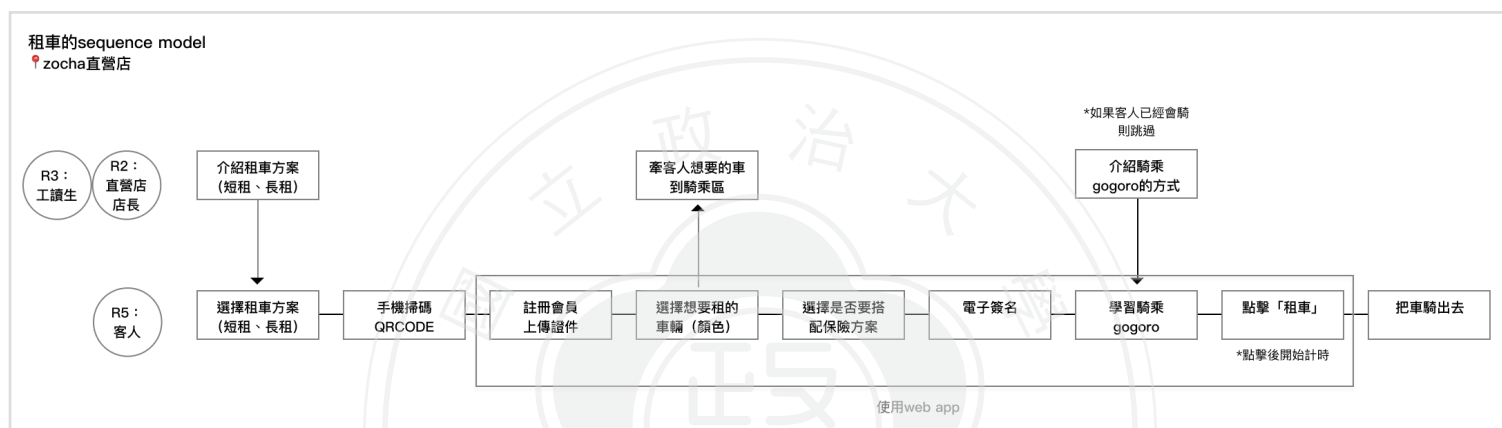 租車的sequence model
📍zocha直營店
*如果客人已經會騎
則跳過
R3：
工讀生
R2：
直營店
店長
介紹租車方案
（短租、長租）
牽客人想要的車
到騎乘區
介紹騎乘
gogoro的方式
R5：
客人
選擇租車方案
（短租、長租）
手機掃碼
QRCODE
註冊會員
上傳證件
選擇想要租的
車輛（顏色）
選擇是否要搭
配保險方案
電子簽名
學習騎乘
gogoro
點擊「租車」
把車騎出去
*點擊後開始計時
使用web app
立政治大學